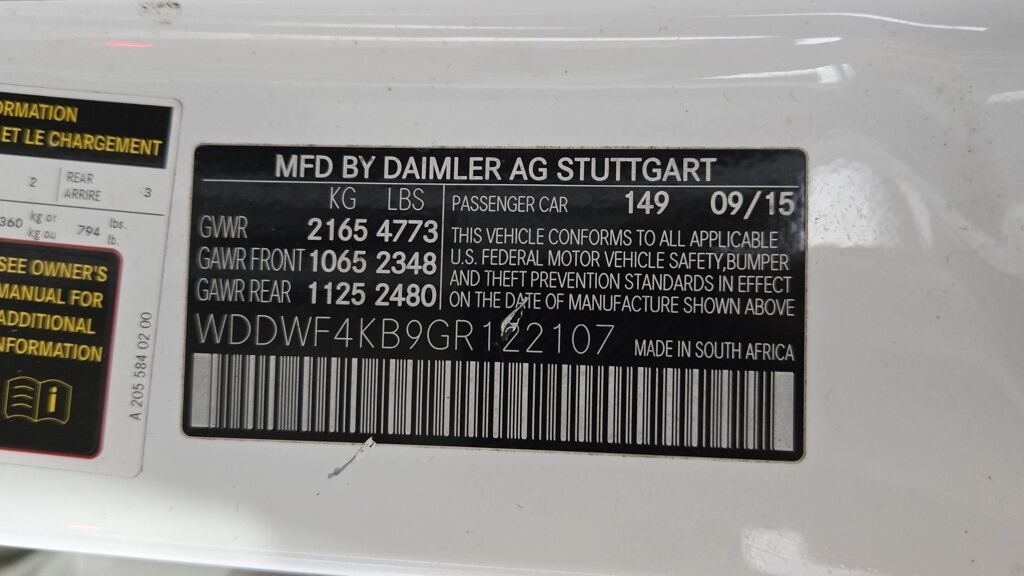 ORMATION
ET LE CHARGEMENT
2 REAR ARRIRE 3
360 kg or kg ou 794 lbs. lb.
SEE OWNER'S
MANUAL FOR
ADDITIONAL
INFORMATION
A 205 584 02 00
MFD BY DAIMLER AG STUTTGART
KG LBS
GVWR 2165 4773
GAWR FRONT 1065 2348
GAWR REAR 1125 2480
PASSENGER CAR 149 09/15
THIS VEHICLE CONFORMS TO ALL APPLICABLE
U.S. FEDERAL MOTOR VEHICLE SAFETY,BUMPER
AND THEFT PREVENTION STANDARDS IN EFFECT
ON THE DATE OF MANUFACTURE SHOWN ABOVE
WDDWF4KB9GR122107
MADE IN SOUTH AFRICA